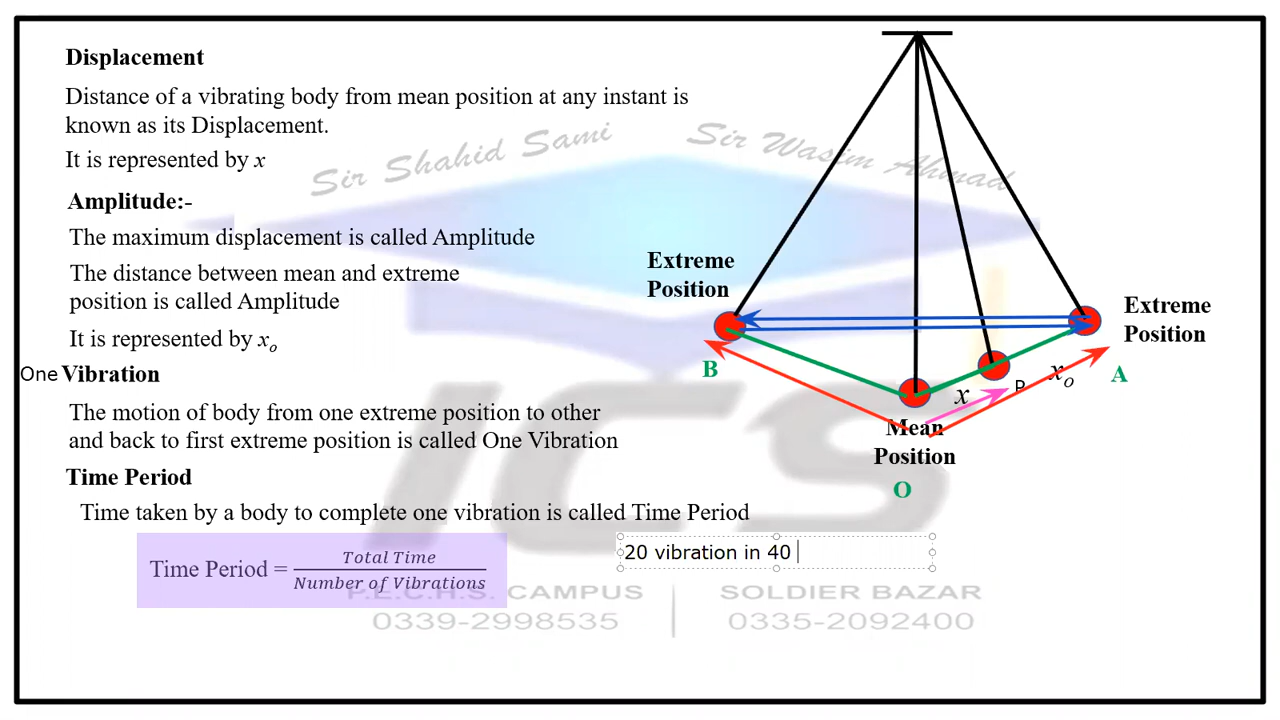 Displacement
Distance of a vibrating body from mean position at any instant is
known as its Displacement.
It is represented by x
Sir Shahid Sami
Sir Wasim Ahmad
Amplitude:-
The maximum displacement is called Amplitude
The distance between mean and extreme
position is called Amplitude
It is represented by xₒ
One Vibration
The motion of body from one extreme position to other
and back to first extreme position is called One Vibration
Time Period
Time taken by a body to complete one vibration is called Time Period
Time Period = Total Time / Number of Vibrations
20 vibration in 40
Extreme
Position
B
Extreme
Position
A
xₒ
P
x
Mean
Position
O
ICS
P.E.C.H.S. CAMPUS
0339-2998535
SOLDIER BAZAR
0335-2092400